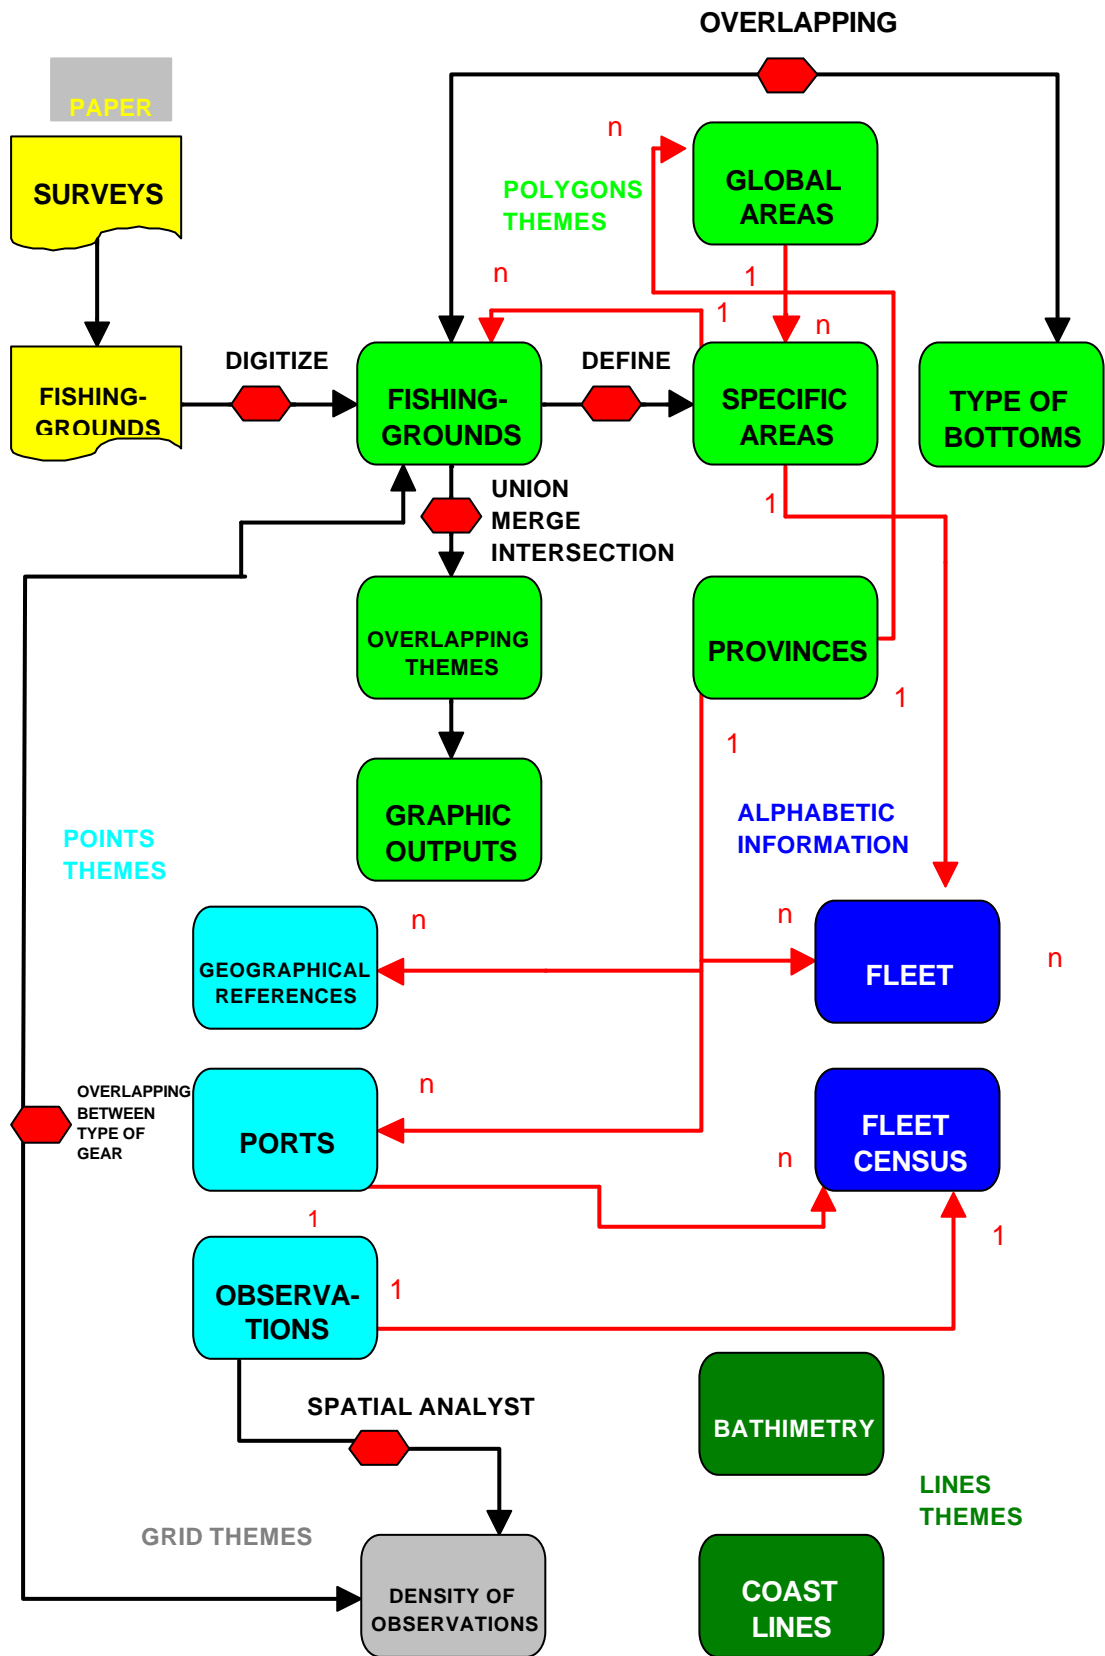 OVERLAPPING
PAPER
n
SURVEYS
GLOBAL
AREAS
POLYGONS
THEMES
n
1
1
n
DIGITIZE
DEFINE
FISHING-
GROUNDS
FISHING-
GROUNDS
SPECIFIC
AREAS
TYPE OF
BOTTOMS
UNION
MERGE
INTERSECTION
1
OVERLAPPING
THEMES
PROVINCES
1
1
GRAPHIC
OUTPUTS
ALPHABETIC
INFORMATION
POINTS
THEMES
n
n
GEOGRAPHICAL
REFERENCES
FLEET
n
n
OVERLAPPING
BETWEEN
TYPE OF
GEAR
PORTS
FLEET
CENSUS
n
1
1
OBSERVA-
TIONS
1
SPATIAL ANALYST
BATHIMETRY
LINES
THEMES
GRID THEMES
DENSITY OF
OBSERVATIONS
COAST
LINES